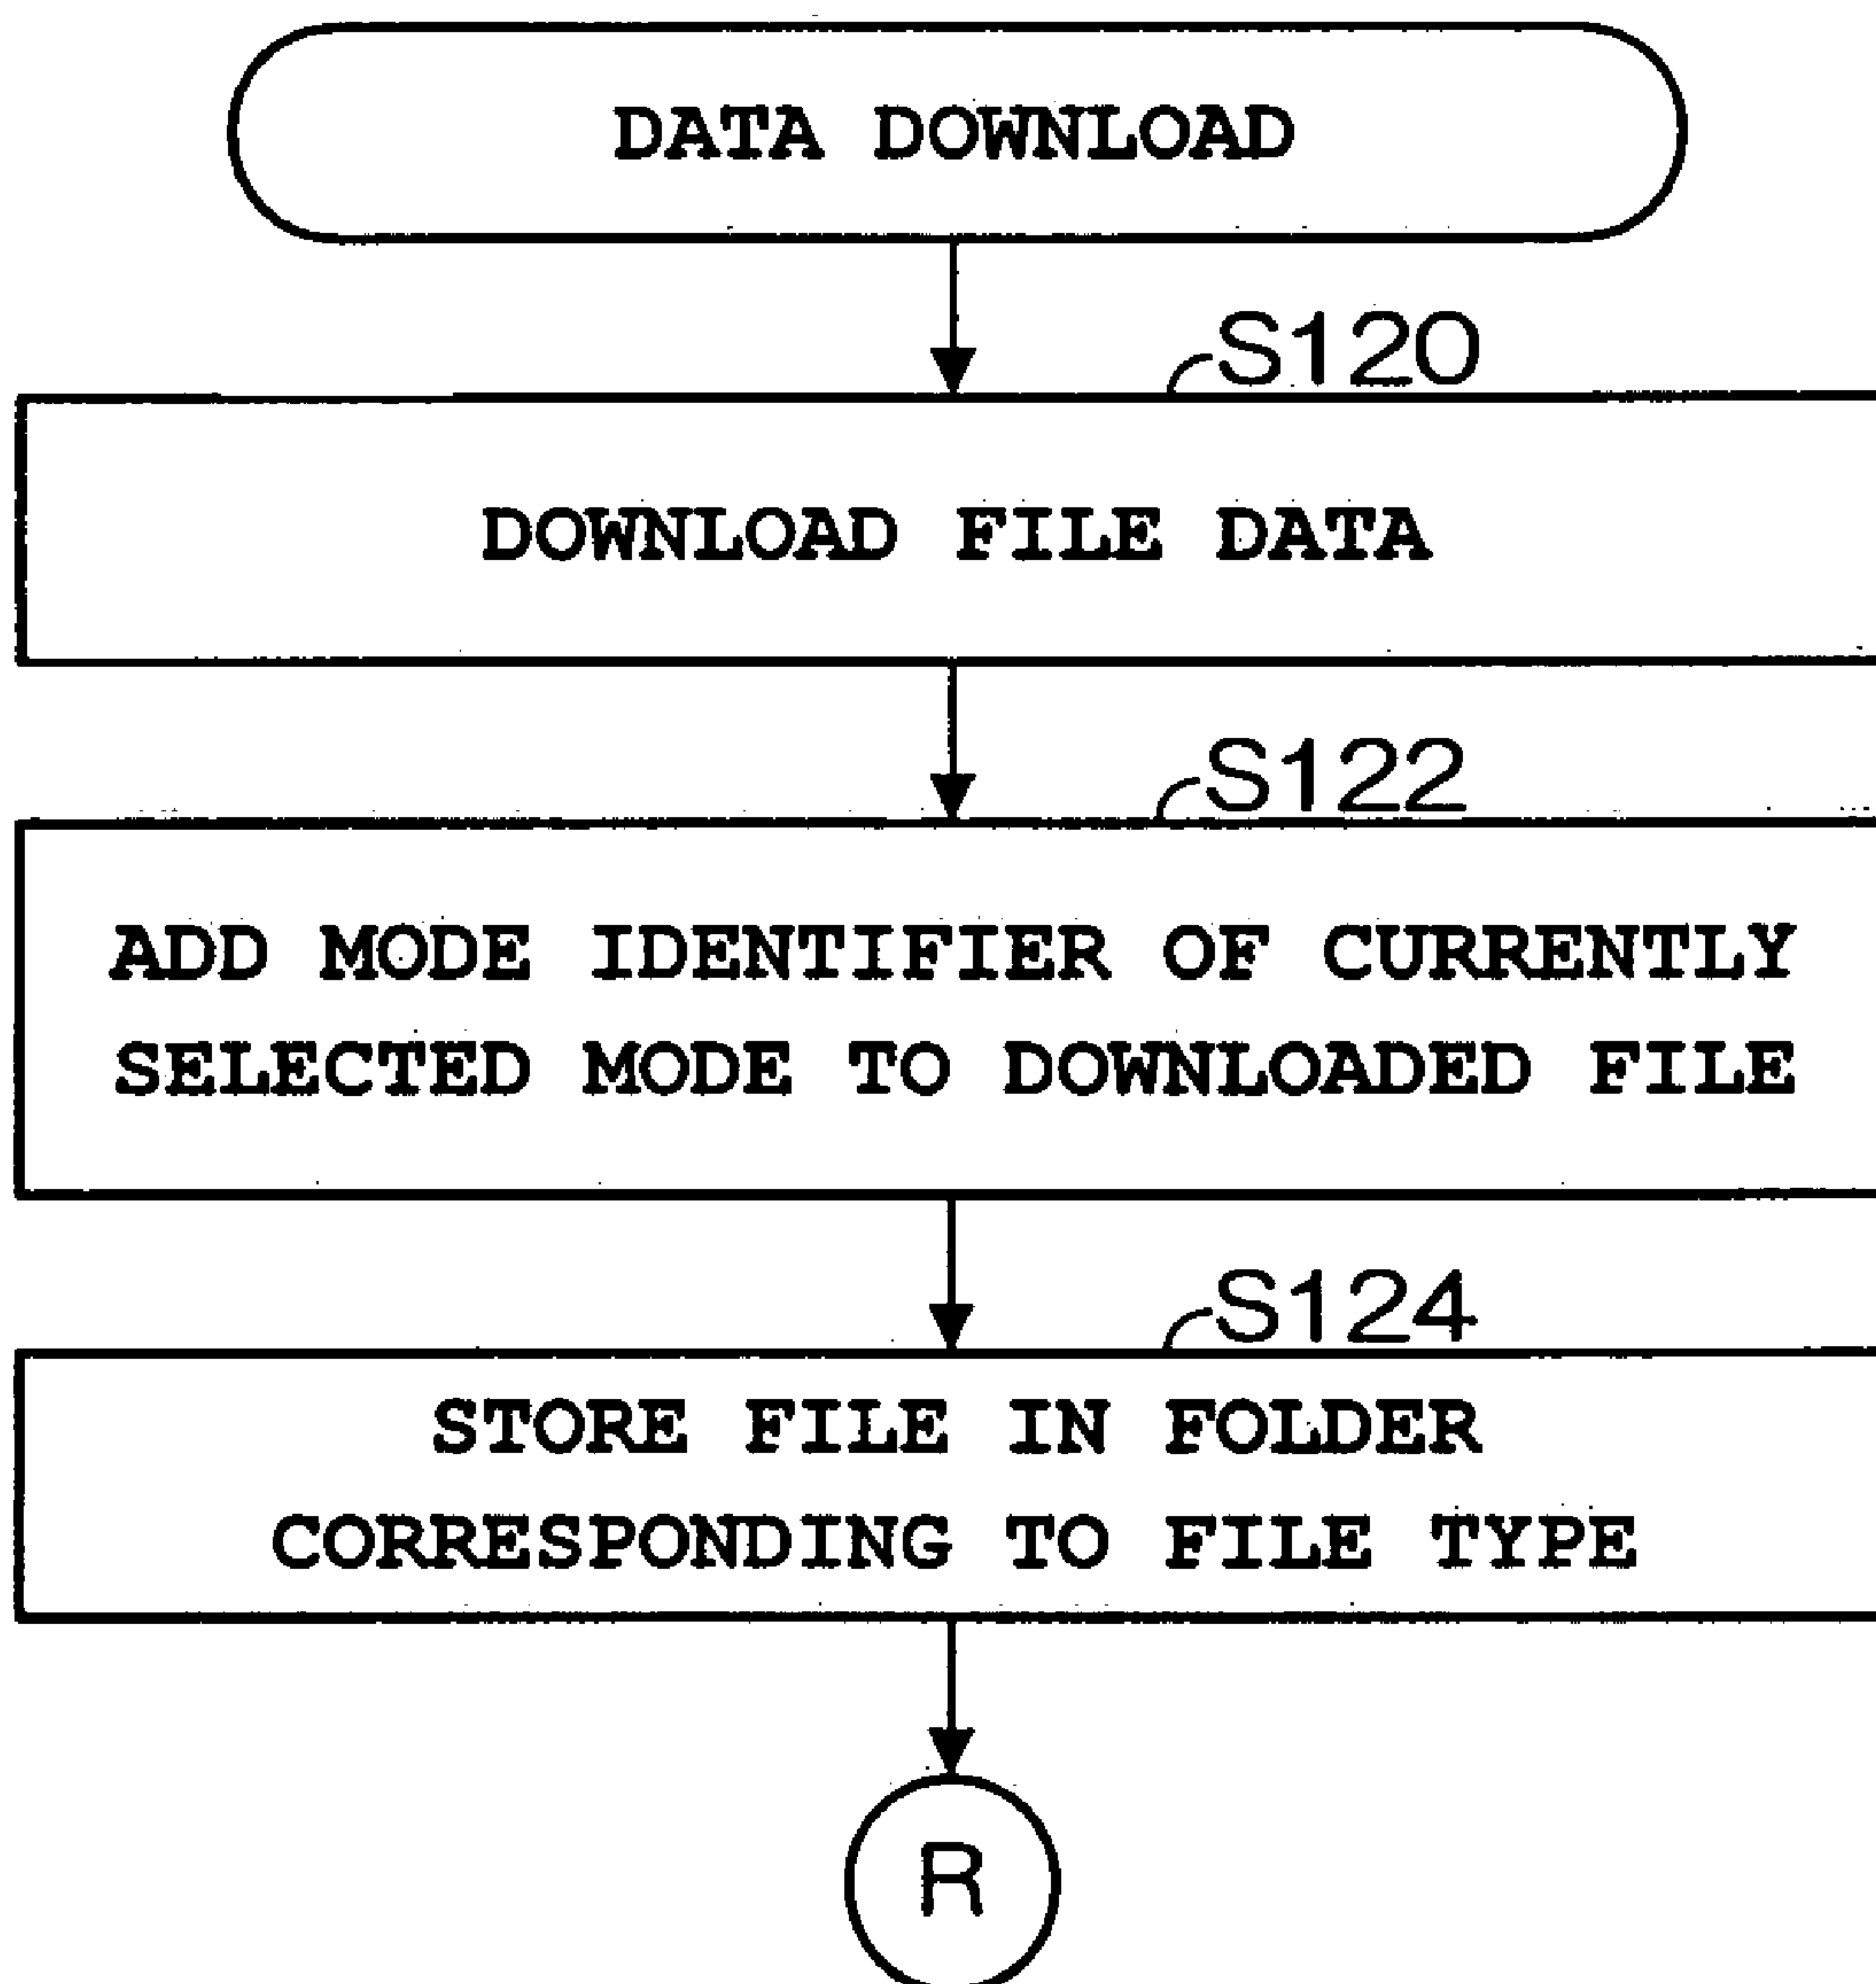 DATA DOWNLOAD
S120
DOWNLOAD FILE DATA
S122
ADD MODE IDENTIFIER OF CURRENTLY
SELECTED MODE TO DOWNLOADED FILE
S124
STORE FILE IN FOLDER
CORRESPONDING TO FILE TYPE
R